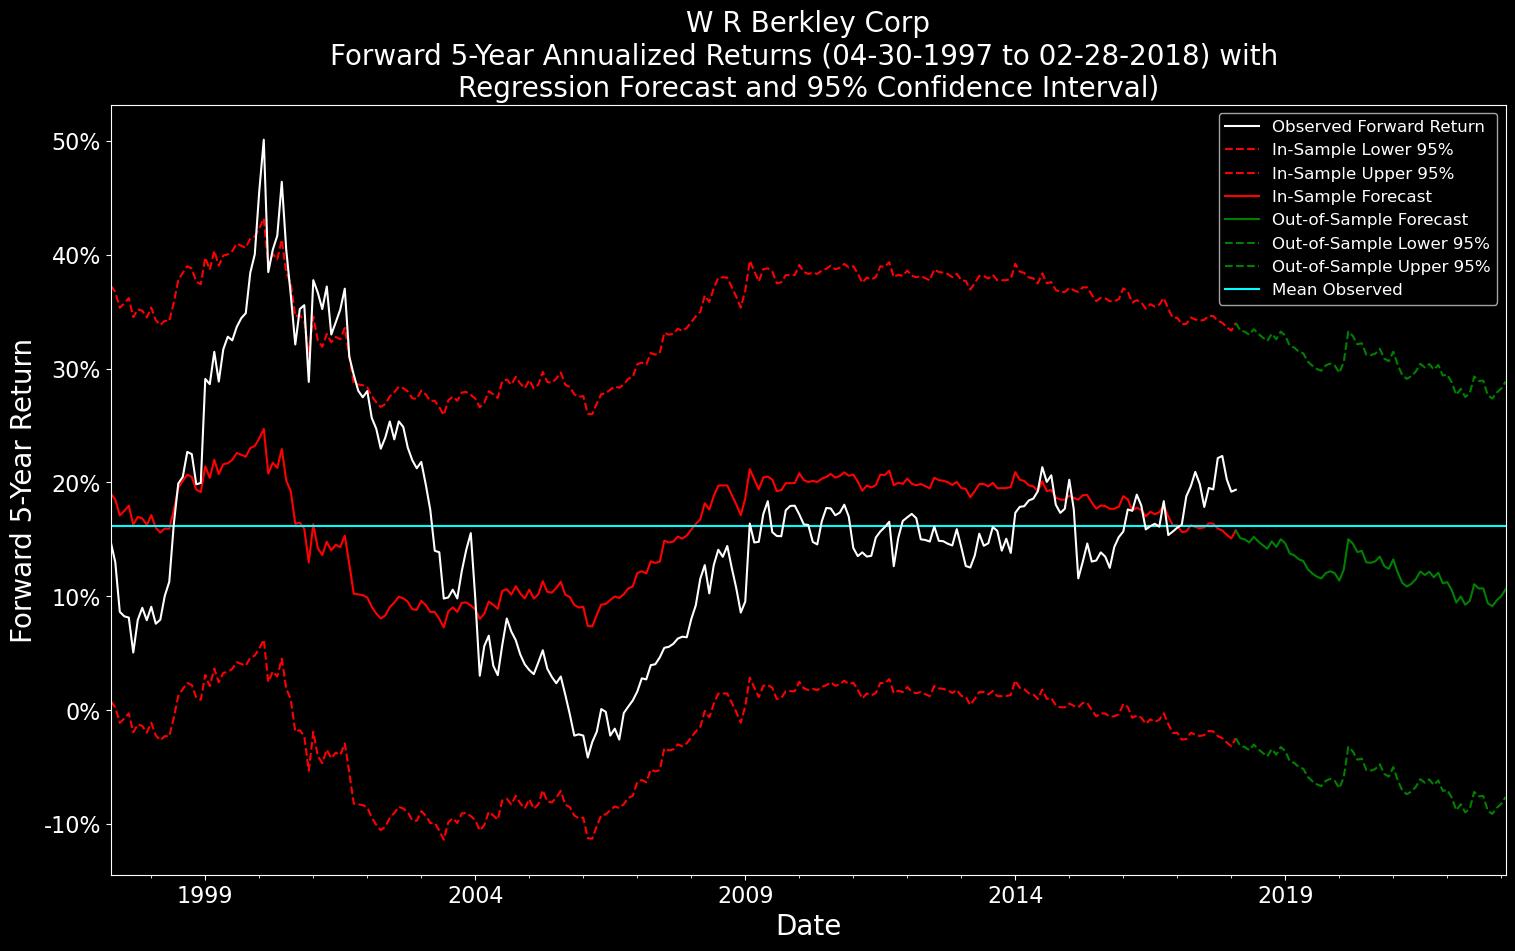 W R Berkley Corp
Forward 5-Year Annualized Returns (04-30-1997 to 02-28-2018) with
Regression Forecast and 95% Confidence Interval)
Observed Forward Return
In-Sample Lower 95%
In-Sample Upper 95%
In-Sample Forecast
Out-of-Sample Forecast
Out-of-Sample Lower 95%
Out-of-Sample Upper 95%
Mean Observed
Forward 5-Year Return
50%
40%
30%
20%
10%
0%
-10%
1999 2004 2009 2014 2019
Date